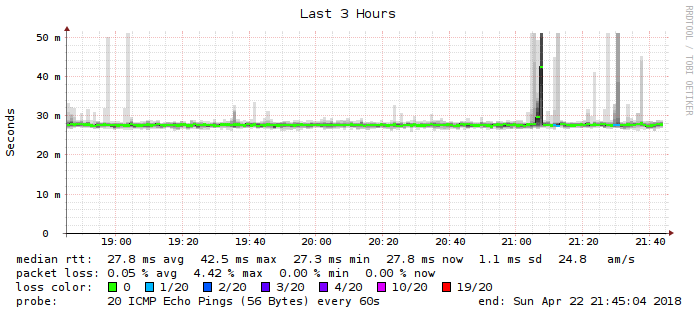 Last 3 Hours
RRDTOOL / TOBI OETIKER
Seconds
50 m
40 m
30 m
20 m
10 m
0
19:00 19:20 19:40 20:00 20:20 20:40 21:00 21:20 21:40
median rtt: 27.8 ms avg 42.5 ms max 27.3 ms min 27.8 ms now 1.1 ms sd 24.8 am/s
packet loss: 0.05 % avg 4.42 % max 0.00 % min 0.00 % now
loss color: 0 1/20 2/20 3/20 4/20 10/20 19/20
probe: 20 ICMP Echo Pings (56 Bytes) every 60s end: Sun Apr 22 21:45:04 2018